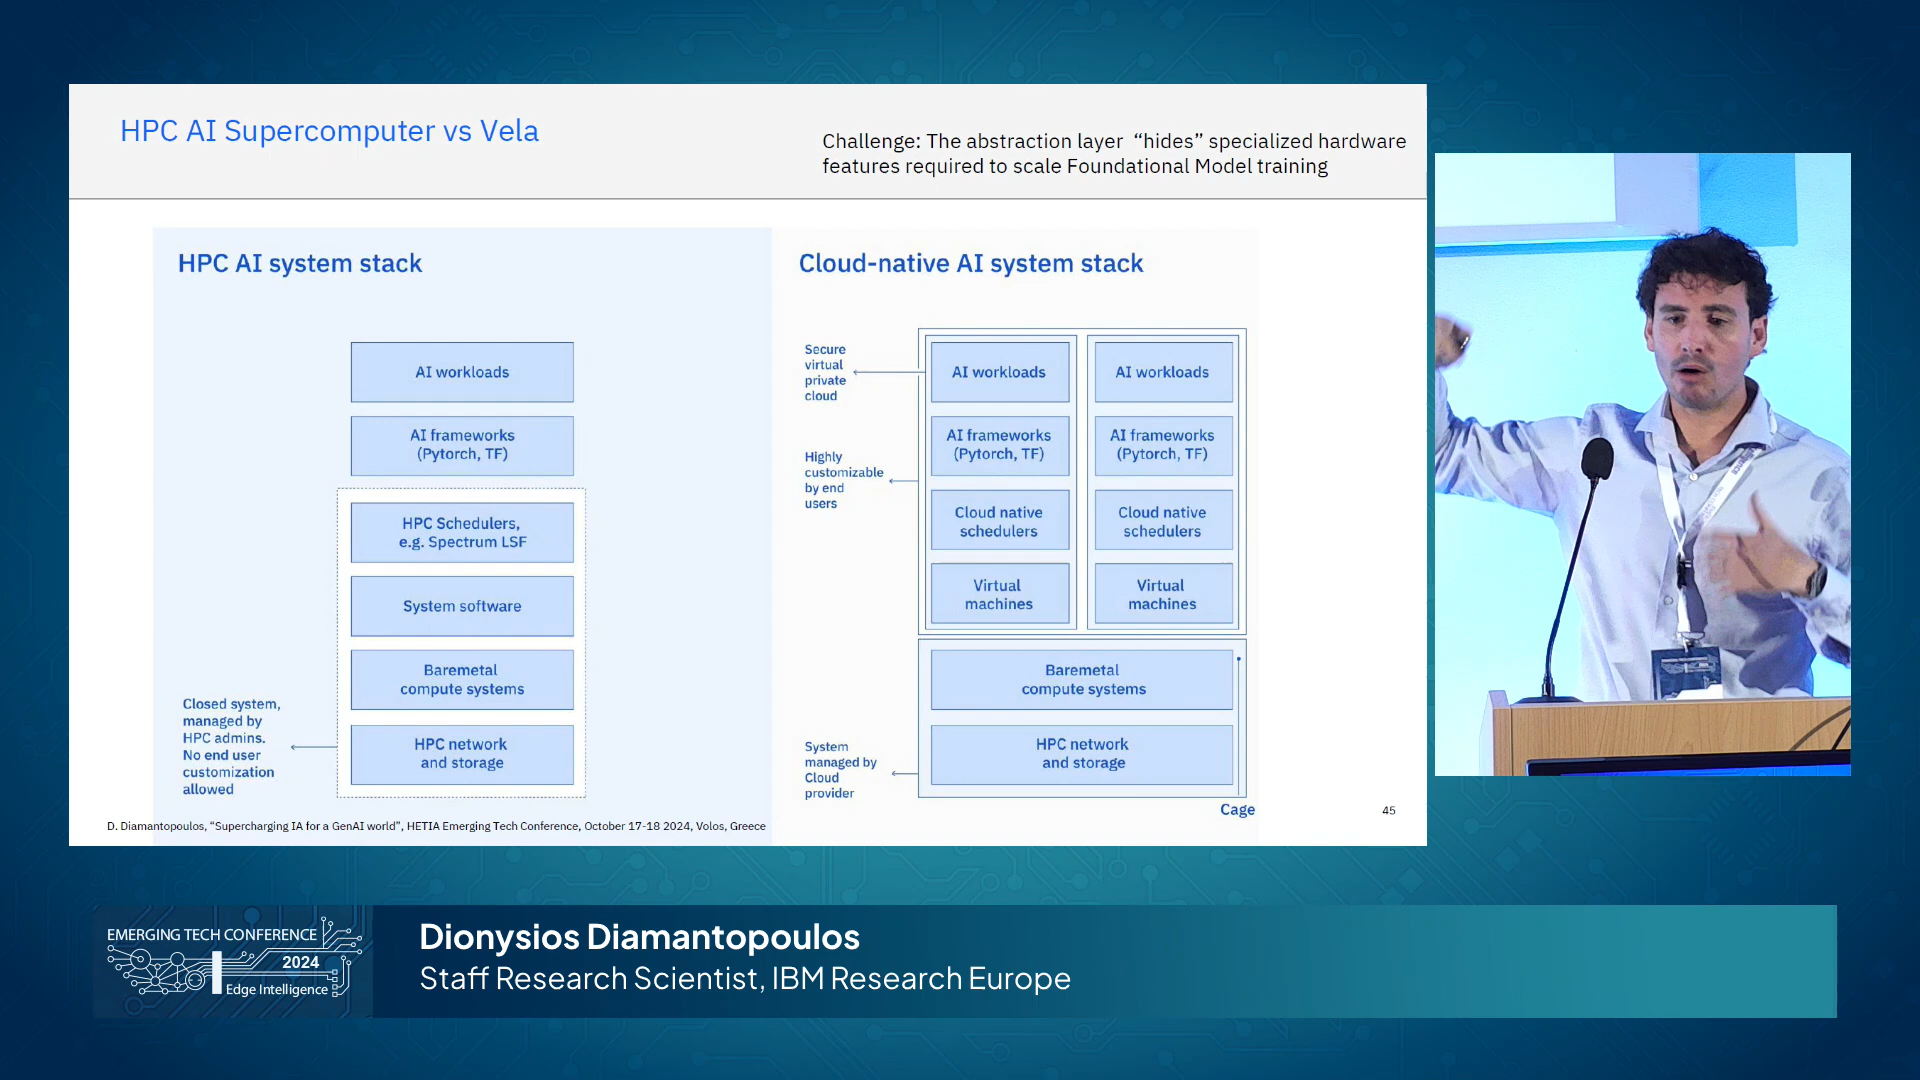 HPC AI Supercomputer vs Vela
Challenge: The abstraction layer “hides” specialized hardware
features required to scale Foundational Model training
HPC AI system stack
AI workloads
AI frameworks
(Pytorch, TF)
HPC Schedulers,
e.g. Spectrum LSF
System software
Baremetal
compute systems
HPC network
and storage
Closed system,
managed by
HPC admins.
No end user
customization
allowed
Cloud-native AI system stack
Secure
virtual
private
cloud
Highly
customizable
by end
users
AI workloads
AI workloads
AI frameworks
(Pytorch, TF)
AI frameworks
(Pytorch, TF)
Cloud native
schedulers
Cloud native
schedulers
Virtual
machines
Virtual
machines
Baremetal
compute systems
HPC network
and storage
System
managed by
Cloud
provider
Cage
45
D. Diamantopoulos, “Supercharging IA for a GenAI world”, HETIA Emerging Tech Conference, October 17-18 2024, Volos, Greece
EMERGING TECH CONFERENCE
2024
Edge Intelligence
Dionysios Diamantopoulos
Staff Research Scientist, IBM Research Europe